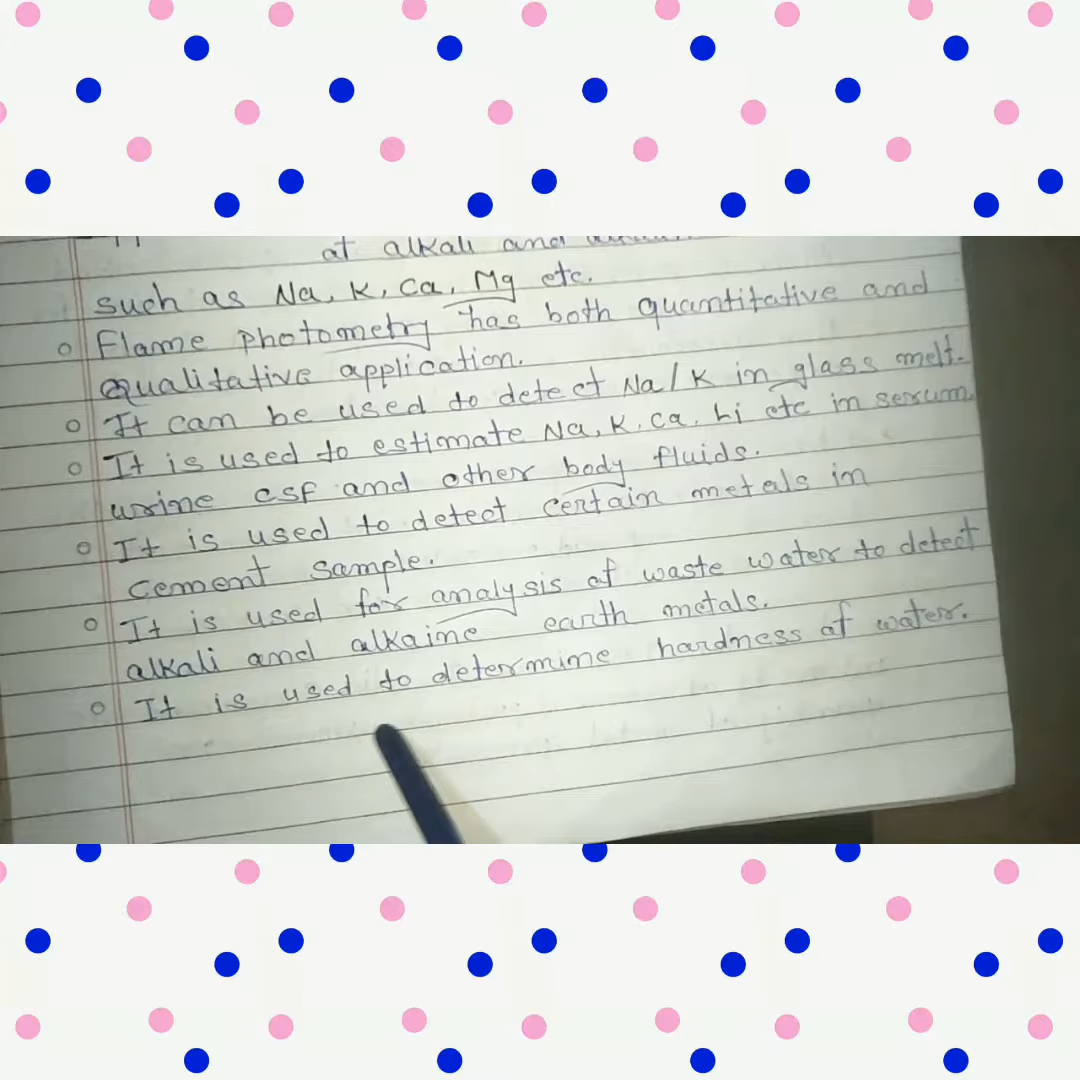 at alkali and
such as Na, K, Ca, Mg etc.
Flame photometry has both quantitative and
qualitative application.
It can be used to detect Na/K in glass melt.
It is used to estimate Na, K, Ca, Li etc in serum,
urine csf and other body fluids.
It is used to detect certain metals in
cement sample.
It is used for analysis of waste water to detect
alkali and alkaine earth metals.
It is used to determine hardness of water.